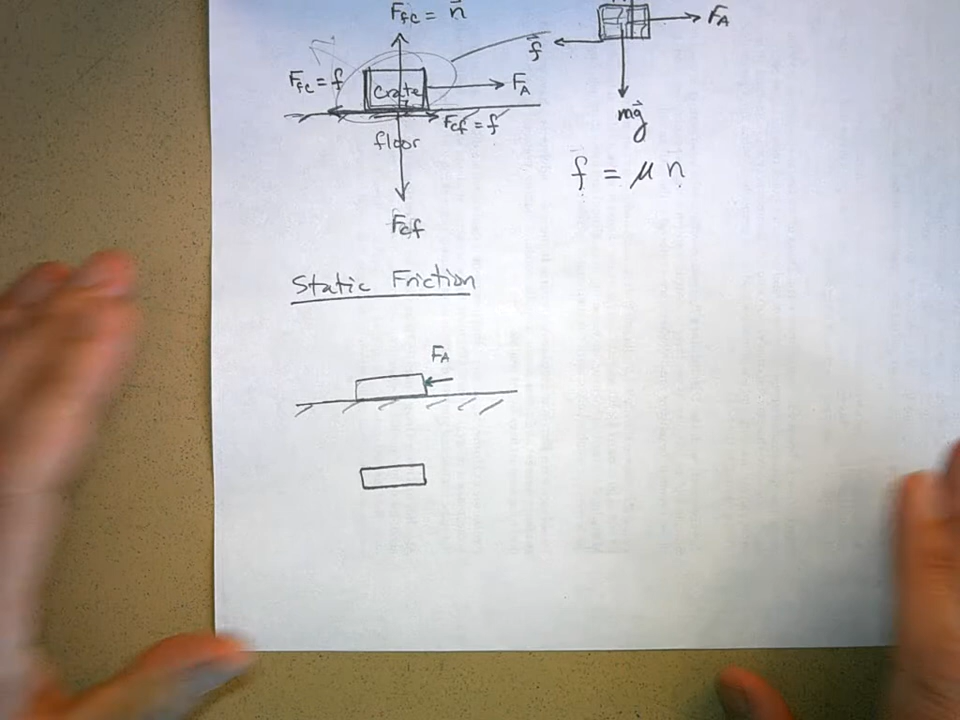 F_fc = n⃗
F_A
f⃗
F_fc = f
Crate
F_A
F_cf = f
mg⃗
floor
f = μ n
F_cf
Static Friction
F_A